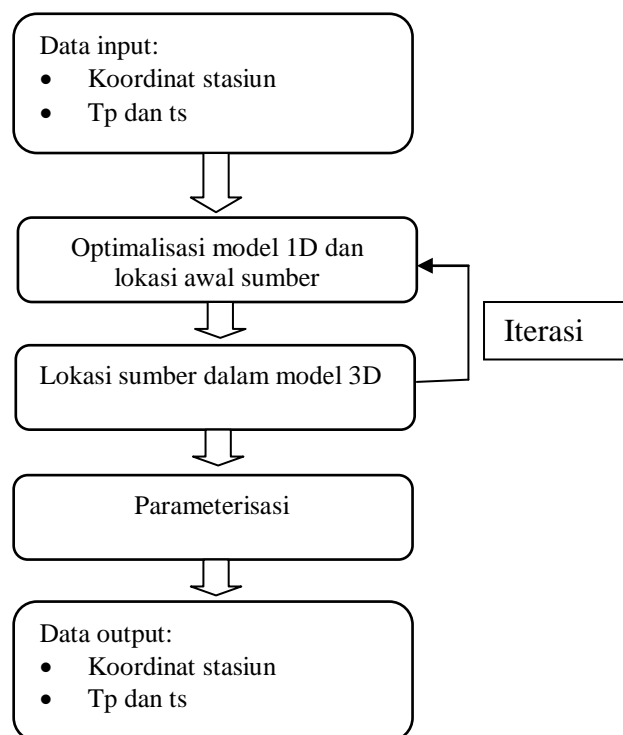 Data input:
• Koordinat stasiun
• Tp dan ts
Optimalisasi model 1D dan
lokasi awal sumber
Iterasi
Lokasi sumber dalam model 3D
Parameterisasi
Data output:
• Koordinat stasiun
• Tp dan ts